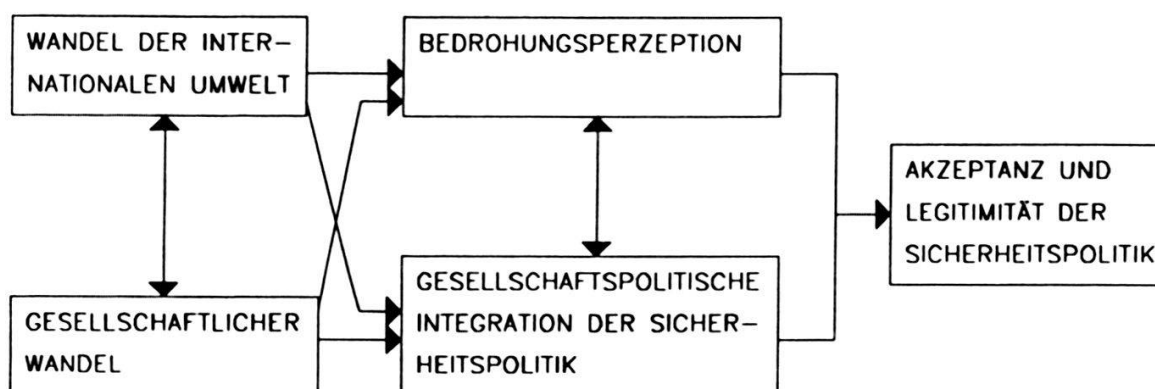 WANDEL DER INTER-
NATIONALEN UMWELT
BEDROHUNGSPERZEPTION
AKZEPTANZ UND
LEGITIMITÄT DER
SICHERHEITSPOLITIK
GESELLSCHAFTLICHER
WANDEL
GESELLSCHAFTSPOLITISCHE
INTEGRATION DER SICHER-
HEITSPOLITIK